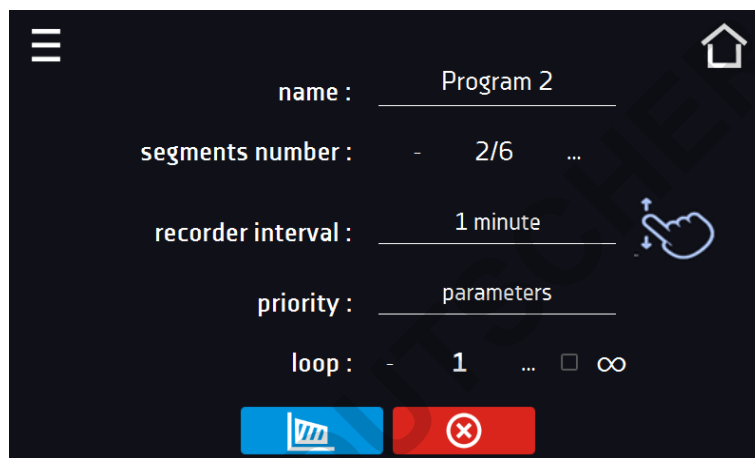 name : Program 2
segments number : - 2/6 ...
recorder interval : 1 minute
priority : parameters
loop : - 1 ... ∞